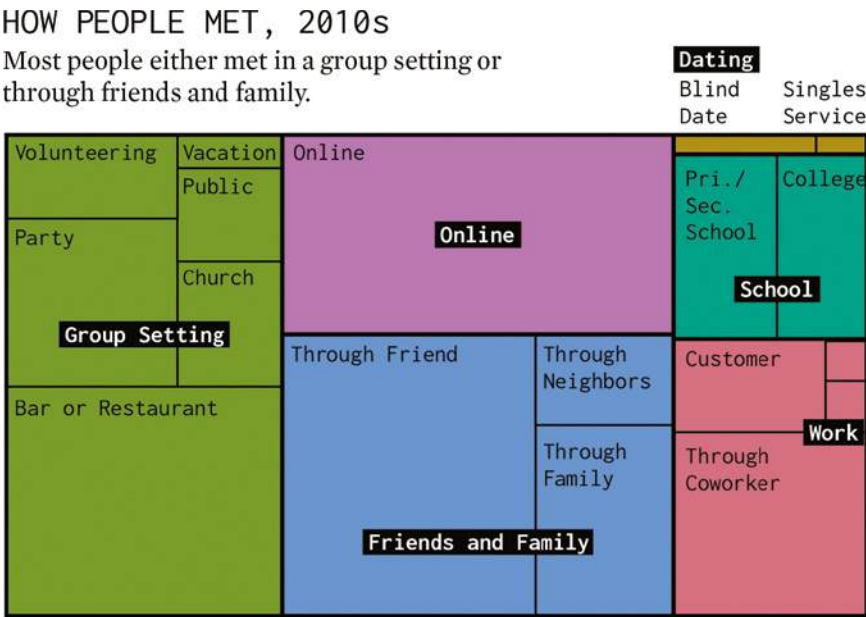 HOW PEOPLE MET, 2010s
Most people either met in a group setting or
through friends and family.
Dating
Blind
Date
Singles
Service
Volunteering
Vacation
Public
Party
Church
Group Setting
Bar or Restaurant
Online
Online
Through Friend
Through
Neighbors
Through
Family
Friends and Family
Pri./
Sec.
School
College
School
Customer
Work
Through
Coworker